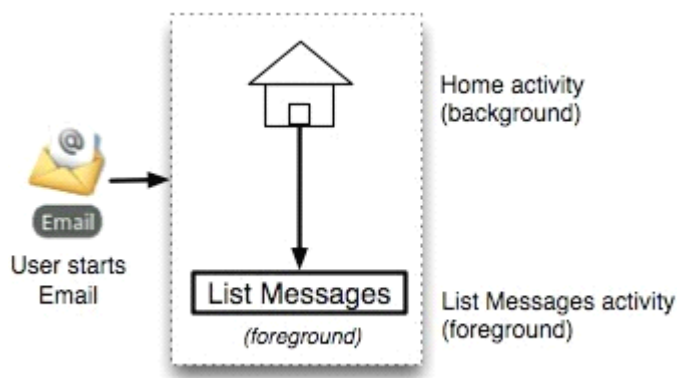 Home activity
(background)
@
Email
User starts
Email
List Messages
(foreground)
List Messages activity
(foreground)